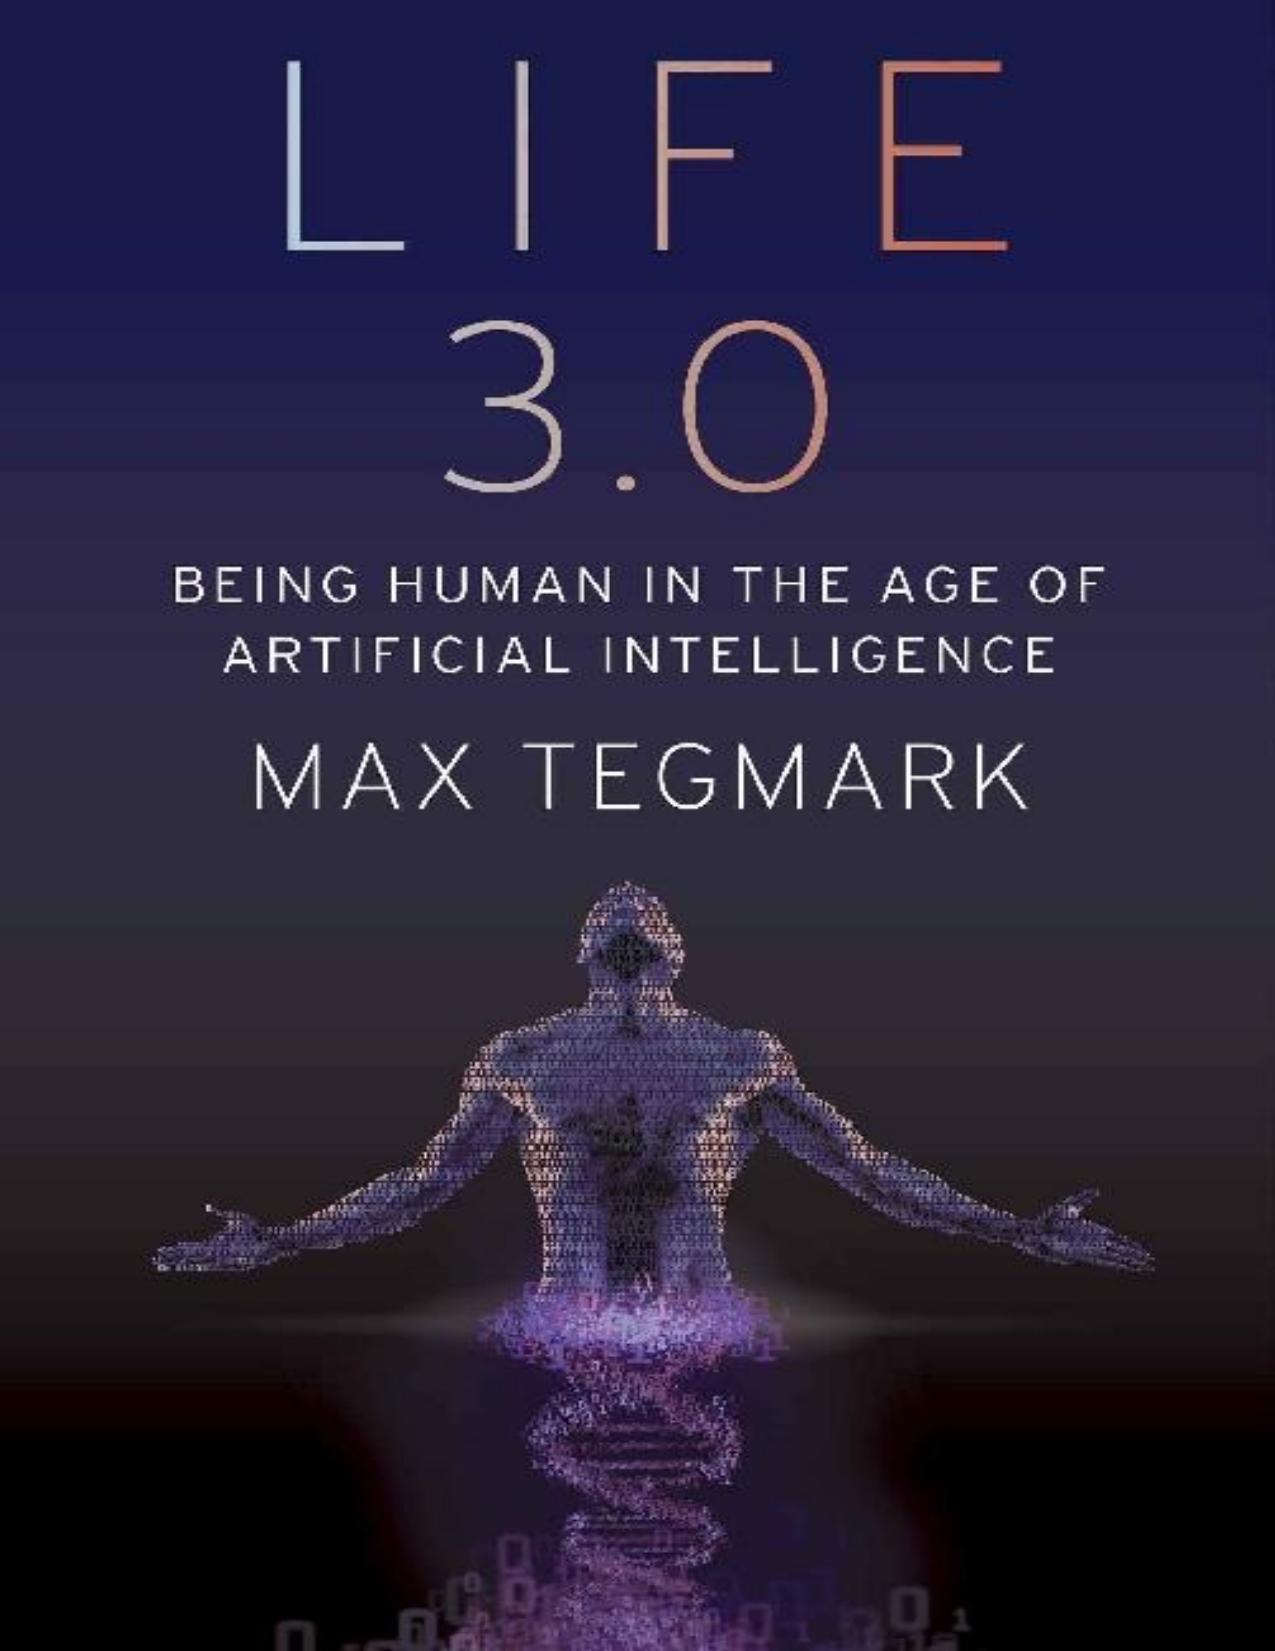 LIFE
3.0
BEING HUMAN IN THE AGE OF
ARTIFICIAL INTELLIGENCE
MAX TEGMARK